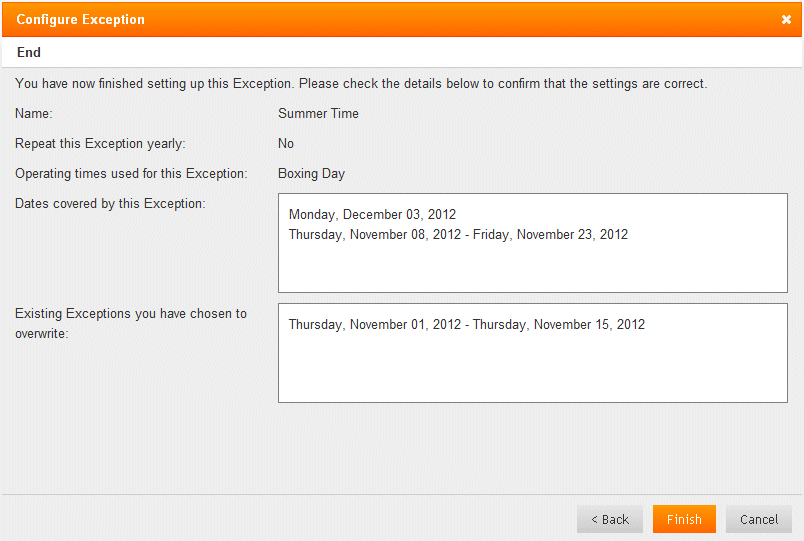 Configure Exception
End
You have now finished setting up this Exception. Please check the details below to confirm that the settings are correct.
Name: Summer Time
Repeat this Exception yearly: No
Operating times used for this Exception: Boxing Day
Dates covered by this Exception:
Monday, December 03, 2012
Thursday, November 08, 2012 - Friday, November 23, 2012
Existing Exceptions you have chosen to
overwrite:
Thursday, November 01, 2012 - Thursday, November 15, 2012
< Back Finish Cancel